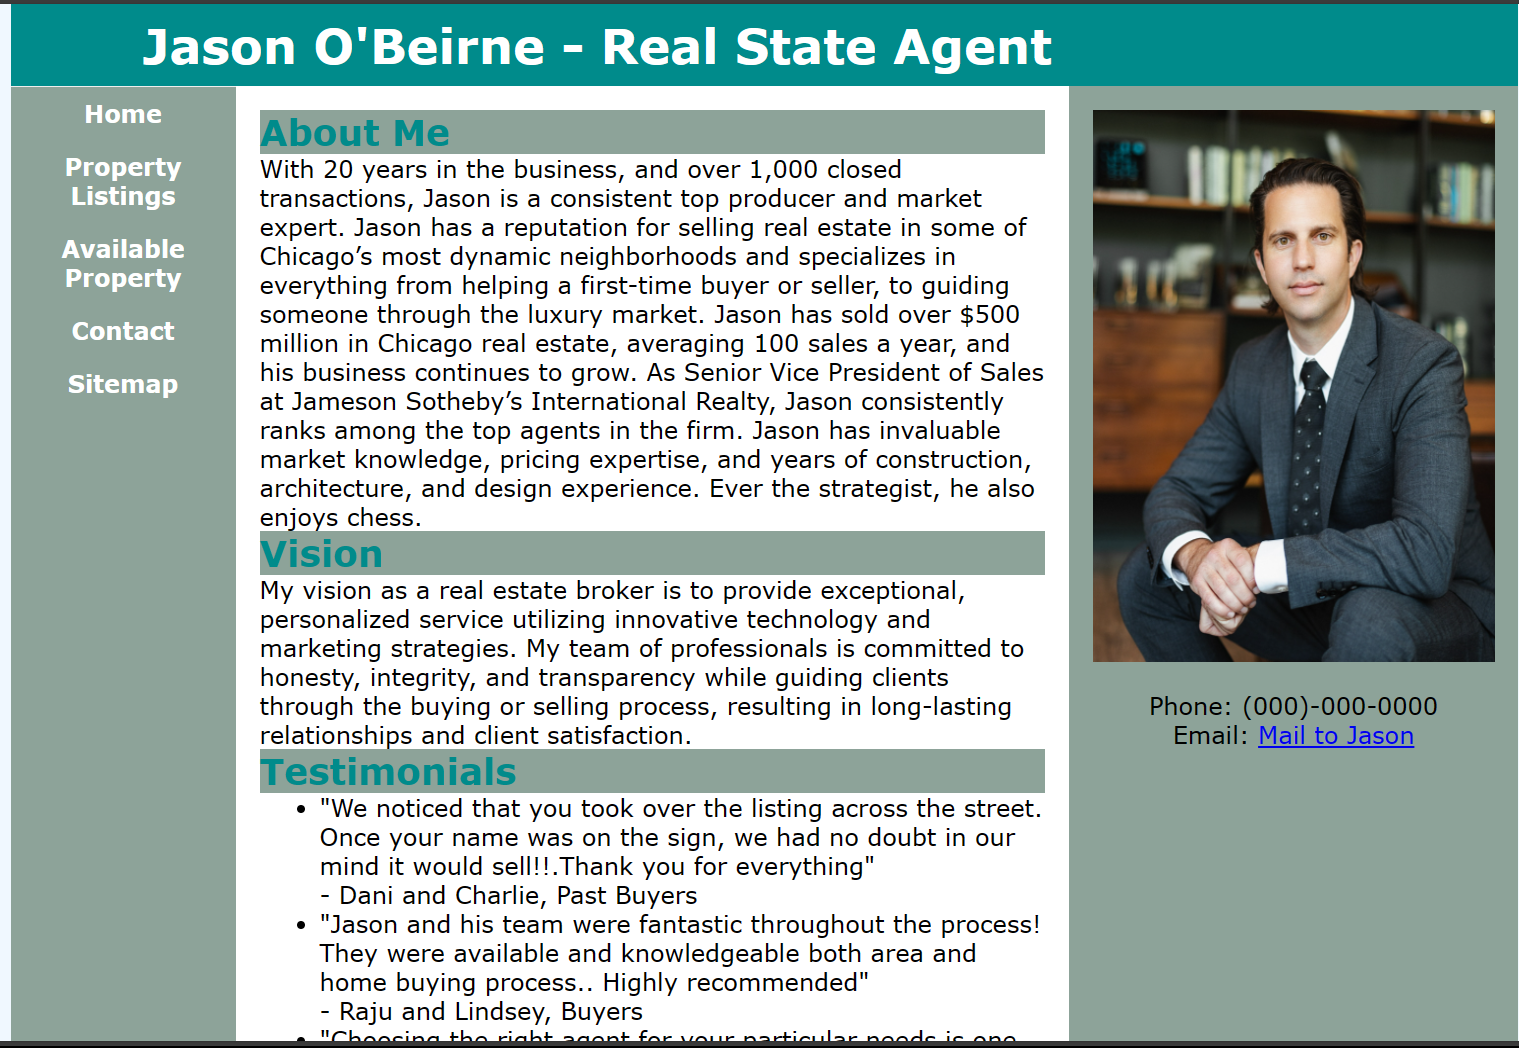 Jason O'Beirne - Real State Agent
Home
Property
Listings
Available
Property
Contact
Sitemap
About Me
With 20 years in the business, and over 1,000 closed
transactions, Jason is a consistent top producer and market
expert. Jason has a reputation for selling real estate in some of
Chicago’s most dynamic neighborhoods and specializes in
everything from helping a first-time buyer or seller, to guiding
someone through the luxury market. Jason has sold over $500
million in Chicago real estate, averaging 100 sales a year, and
his business continues to grow. As Senior Vice President of Sales
at Jameson Sotheby’s International Realty, Jason consistently
ranks among the top agents in the firm. Jason has invaluable
market knowledge, pricing expertise, and years of construction,
architecture, and design experience. Ever the strategist, he also
enjoys chess.
Vision
My vision as a real estate broker is to provide exceptional,
personalized service utilizing innovative technology and
marketing strategies. My team of professionals is committed to
honesty, integrity, and transparency while guiding clients
through the buying or selling process, resulting in long-lasting
relationships and client satisfaction.
Testimonials
• "We noticed that you took over the listing across the street.
Once your name was on the sign, we had no doubt in our
mind it would sell!!.Thank you for everything"
- Dani and Charlie, Past Buyers
• "Jason and his team were fantastic throughout the process!
They were available and knowledgeable both area and
home buying process.. Highly recommended"
- Raju and Lindsey, Buyers
• "Choosing the right agent for your particular needs is one
Phone: (000)-000-0000
Email: Mail to Jason